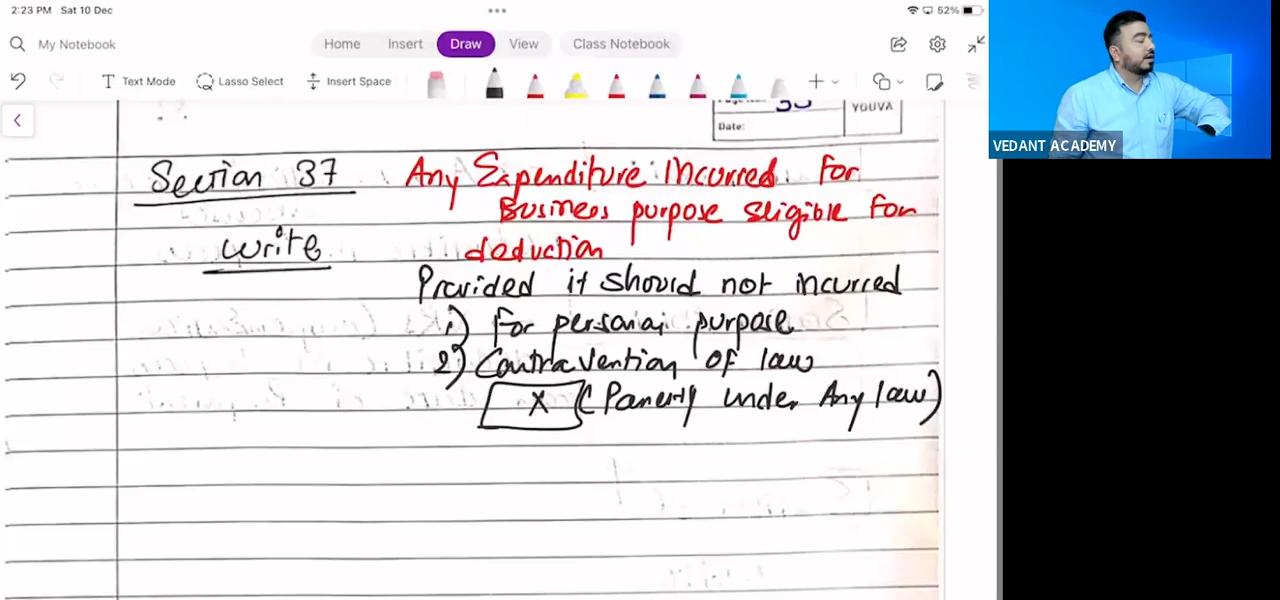 2:23 PM Sat 10 Dec
52%
My Notebook
Home Insert Draw View Class Notebook
Text Mode Lasso Select Insert Space
YOUVA
Date:
Section 37 Any Expenditure Incurred for
Business purpose eligible for
write deduction
Provided it should not incurred
1) for personal purpose
2) Contravention of law
X (Panerty under Any law)
VEDANT ACADEMY